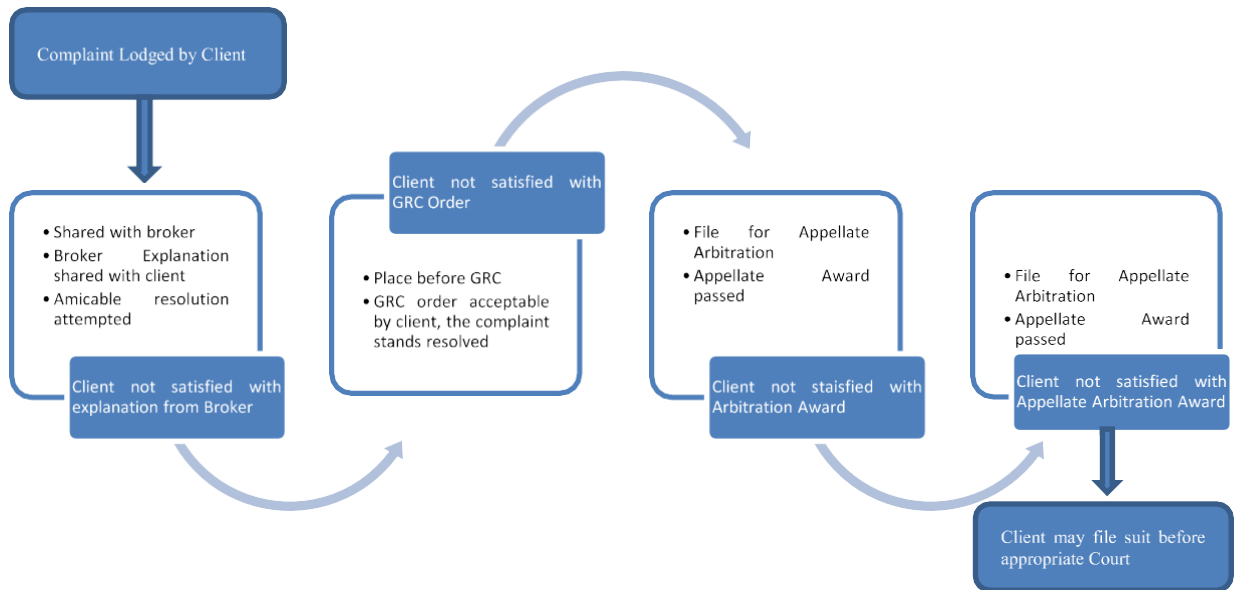 Complaint Lodged by Client
• Shared with broker
• Broker Explanation
shared with client
• Amicable resolution
attempted
Client not satisfied with
explanation from Broker
Client not satisfied with
GRC Order
• Place before GRC
• GRC order acceptable
by client, the complaint
stands resolved
• File for Appellate
Arbitration
• Appellate Award
passed
Client not staisfied with
Arbitration Award
• File for Appellate
Arbitration
• Appellate Award
passed
Client not satisfied with
Appellate Arbitration Award
Client may file suit before
appropriate Court